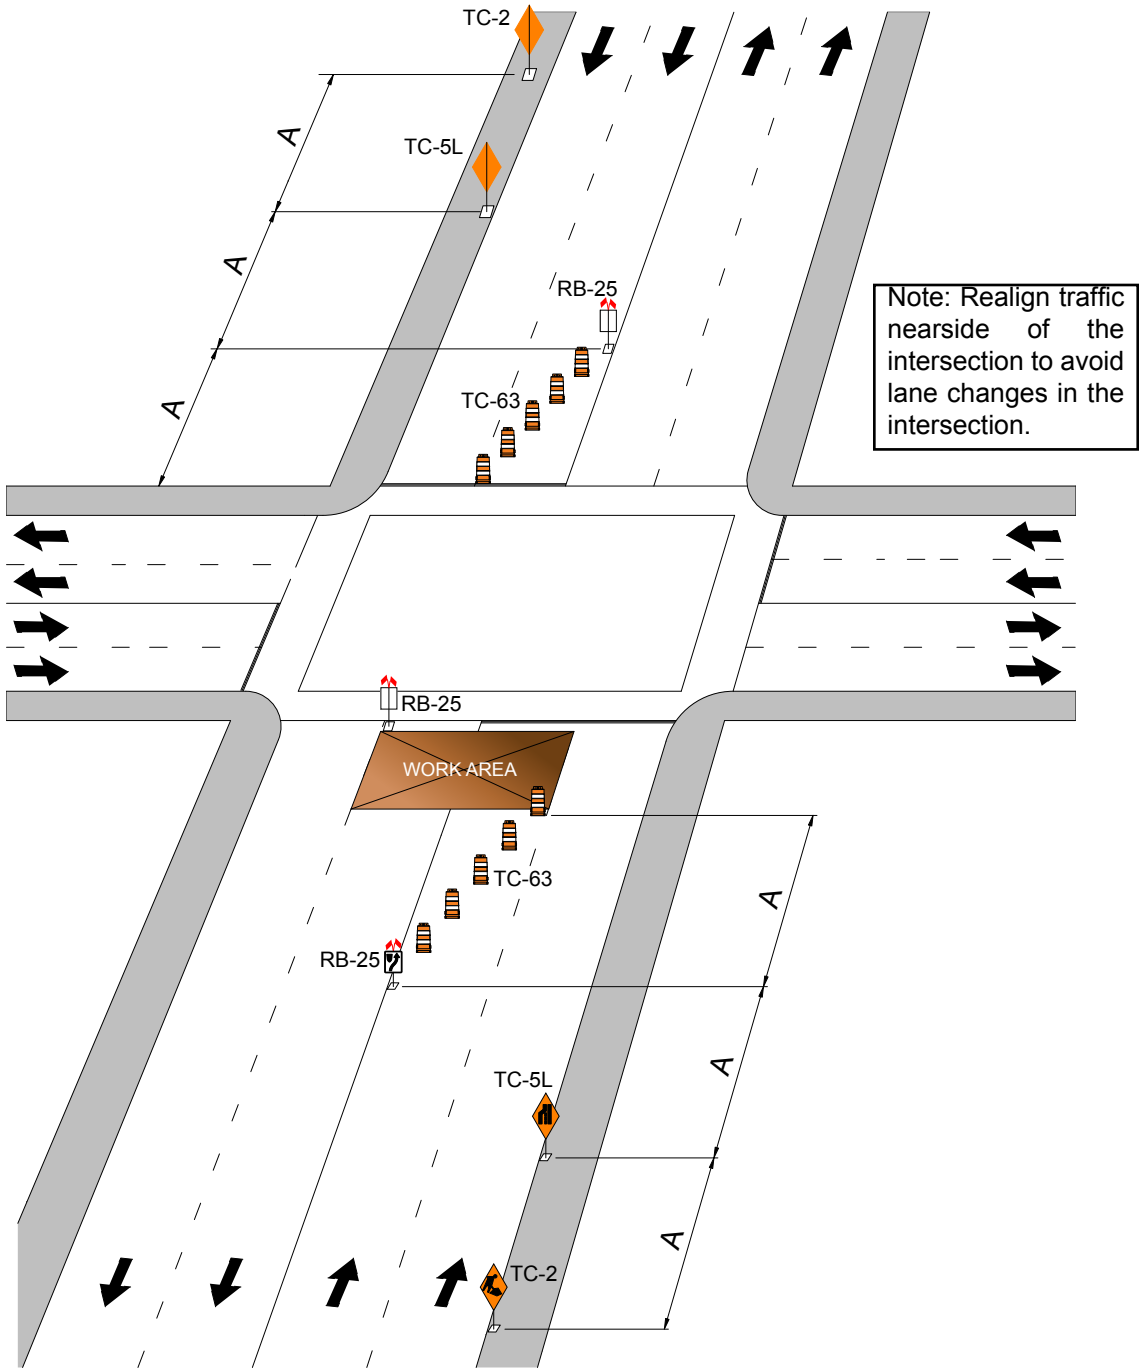 TC-2
A
TC-5L
A
RB-25
Note: Realign traffic
nearside of the
intersection to avoid
lane changes in the
intersection.
TC-63
A
RB-25
WORK AREA
TC-63
A
RB-25
A
TC-5L
A
TC-2